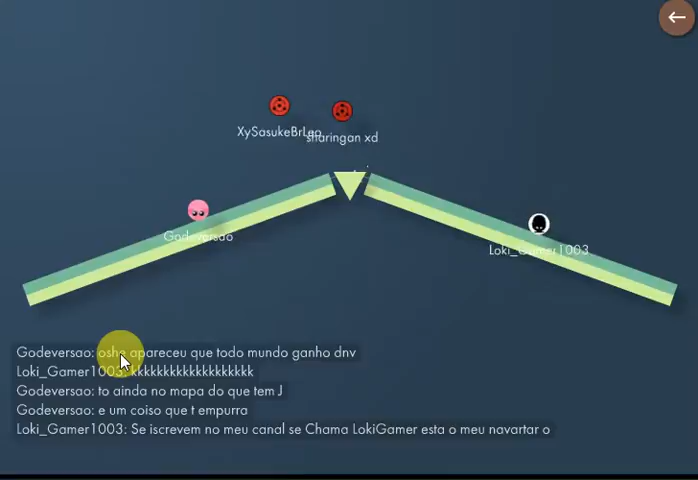 XySasukeBrLeo
sharingan xd
Godeversao
Loki_Gamer1003
Godeversao: oshe apareceu que todo mundo ganho dnv
Loki_Gamer1003: kkkkkkkkkkkkkkkkkkk
Godeversao: to ainda no mapa do que tem J
Godeversao: e um coiso que t empurra
Loki_Gamer1003: Se iscrevem no meu canal se Chama LokiGamer esta o meu navartar o